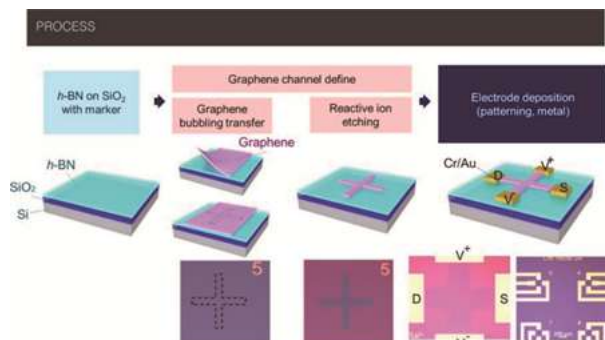 PROCESS
h-BN on SiO2
with marker
Graphene channel define
Graphene
bubbling transfer
Reactive ion
etching
Electrode deposition
(patterning, metal)
h-BN
SiO2
Si
Graphene
Cr/Au
D
V+
V-
S
5
5
V+
D
S